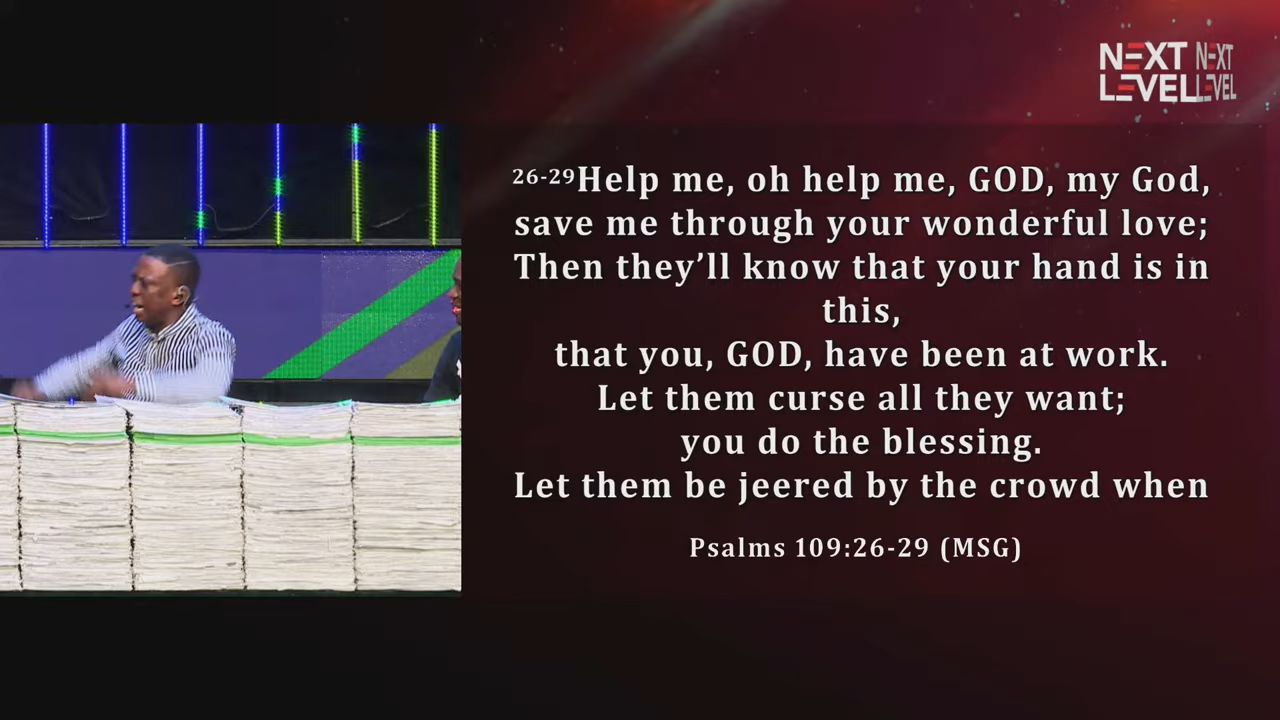 NEXT NEXT
LEVEL LEVEL
26-29Help me, oh help me, GOD, my God,
save me through your wonderful love;
Then they’ll know that your hand is in
this,
that you, GOD, have been at work.
Let them curse all they want;
you do the blessing.
Let them be jeered by the crowd when
Psalms 109:26-29 (MSG)